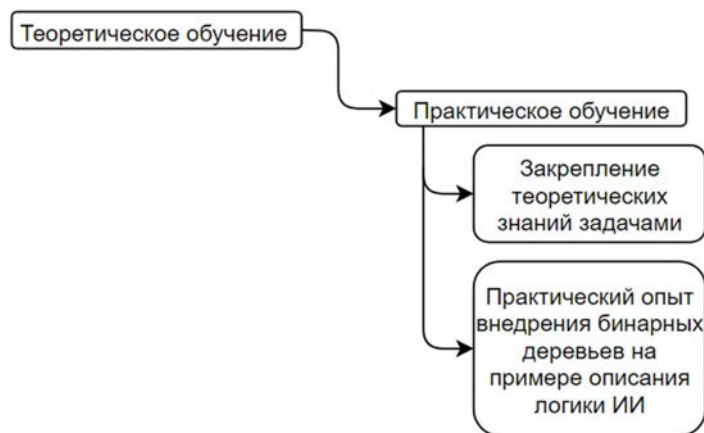 Теоретическое обучение
Практическое обучение
Закрепление
теоретических
знаний задачами
Практический опыт
внедрения бинарных
деревьев на
примере описания
логики ИИ